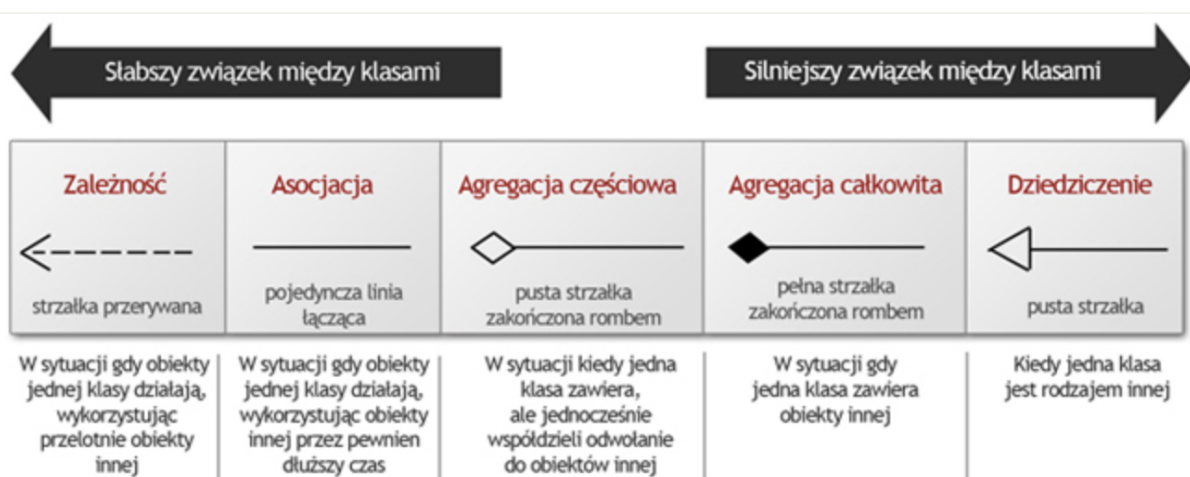 Słabszy związek między klasami
Silniejszy związek między klasami
Zależność
strzałka przerywana
W sytuacji gdy obiekty
jednej klasy działają,
wykorzystując
przelotnie obiekty
innej
Asocjacja
pojedyncza linia
łącząca
W sytuacji gdy obiekty
jednej klasy działają,
wykorzystując obiekty
innej przez pewnien
dłuższy czas
Agregacja częściowa
pusta strzałka
zakończona rombem
W sytuacji kiedy jedna
klasa zawiera,
ale jednocześnie
współdzieli odwołanie
do obiektów innej
Agregacja całkowita
pełna strzałka
zakończona rombem
W sytuacji gdy
jedna klasa zawiera
obiekty innej
Dziedziczenie
pusta strzałka
Kiedy jedna klasa
jest rodzajem innej